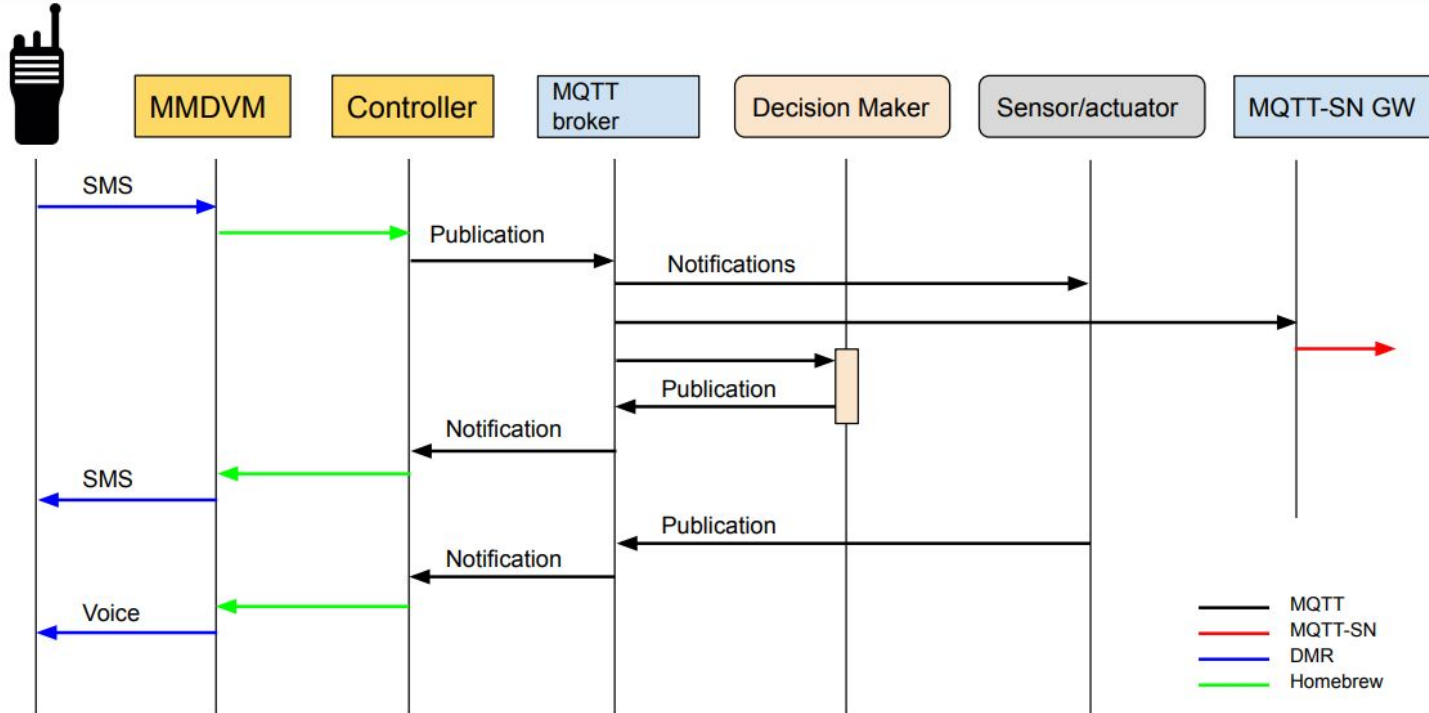 MMDVM
Controller
MQTT
broker
Decision Maker
Sensor/actuator
MQTT-SN GW
SMS
Publication
Notifications
Publication
Notification
SMS
Publication
Notification
Voice
MQTT
MQTT-SN
DMR
Homebrew